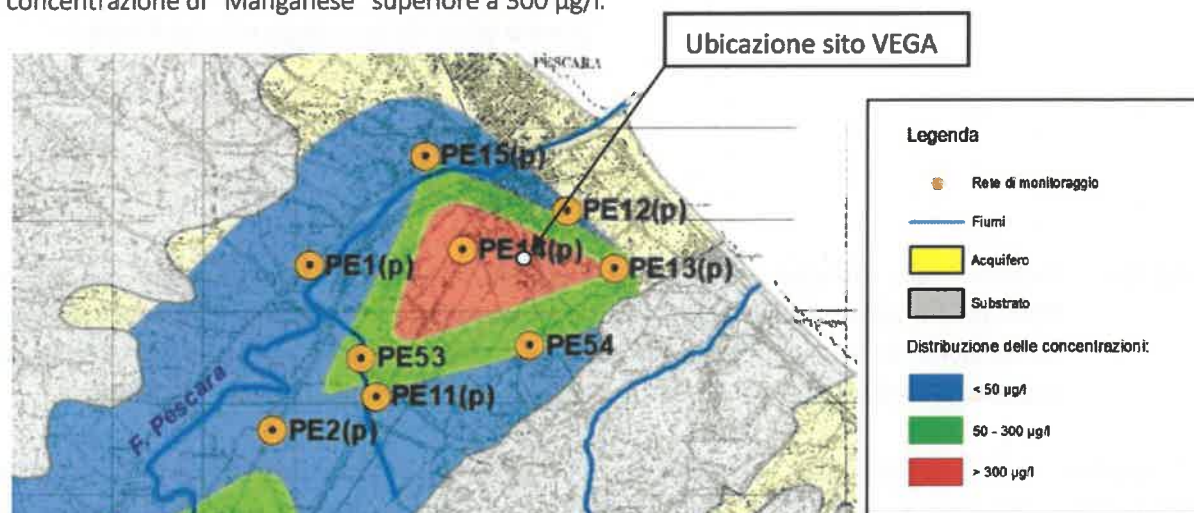 concentrazione di "Manganese" superiore a 300 µg/l.
Ubicazione sito VEGA
PESCARA
PE15(p)
PE12(p)
PE14(p)
PE13(p)
PE1(p)
PE53
PE54
PE11(p)
PE2(p)
F. Pescara
Legenda
Rete di monitoraggio
Fiumi
Acquifero
Substrato
Distribuzione delle concentrazioni:
< 50 µg/l
50 - 300 µg/l
> 300 µg/l